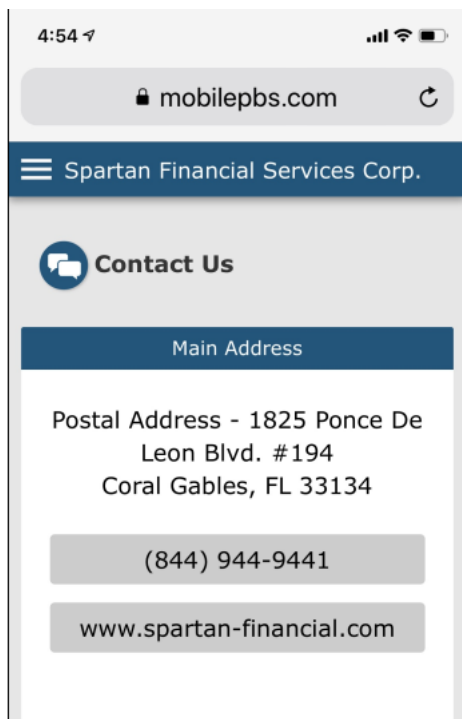 4:54
mobilepbs.com
Spartan Financial Services Corp.
Contact Us
Main Address
Postal Address - 1825 Ponce De
Leon Blvd. #194
Coral Gables, FL 33134
(844) 944-9441
www.spartan-financial.com